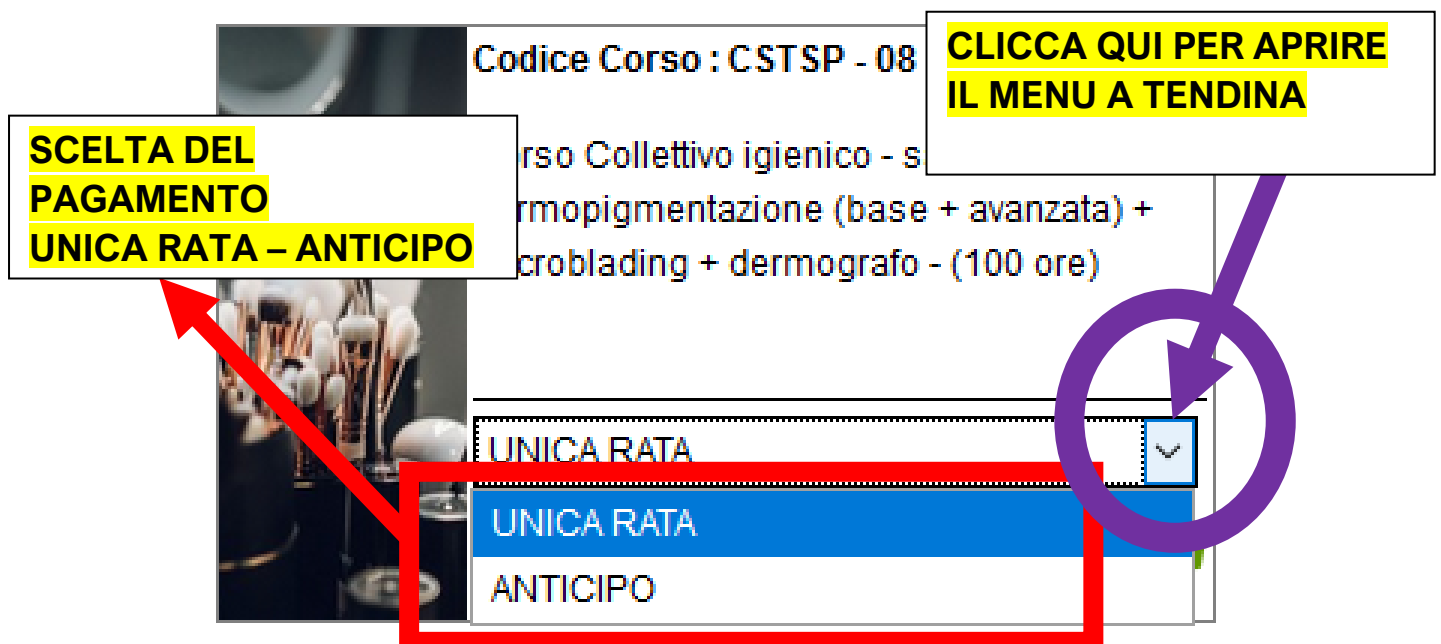 Codice Corso : CSTSP - 08
CLICCA QUI PER APRIRE
IL MENU A TENDINA
SCELTA DEL
PAGAMENTO
UNICA RATA – ANTICIPO
rso Collettivo igienico - s
rmopigmentazione (base + avanzata) +
croblading + dermografo - (100 ore)
UNICA RATA
UNICA RATA
ANTICIPO